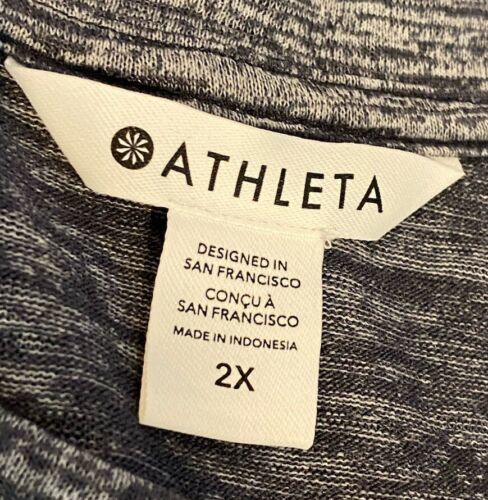 ATHLETA
DESIGNED IN
SAN FRANCISCO
CONÇU À
SAN FRANCISCO
MADE IN INDONESIA
2X